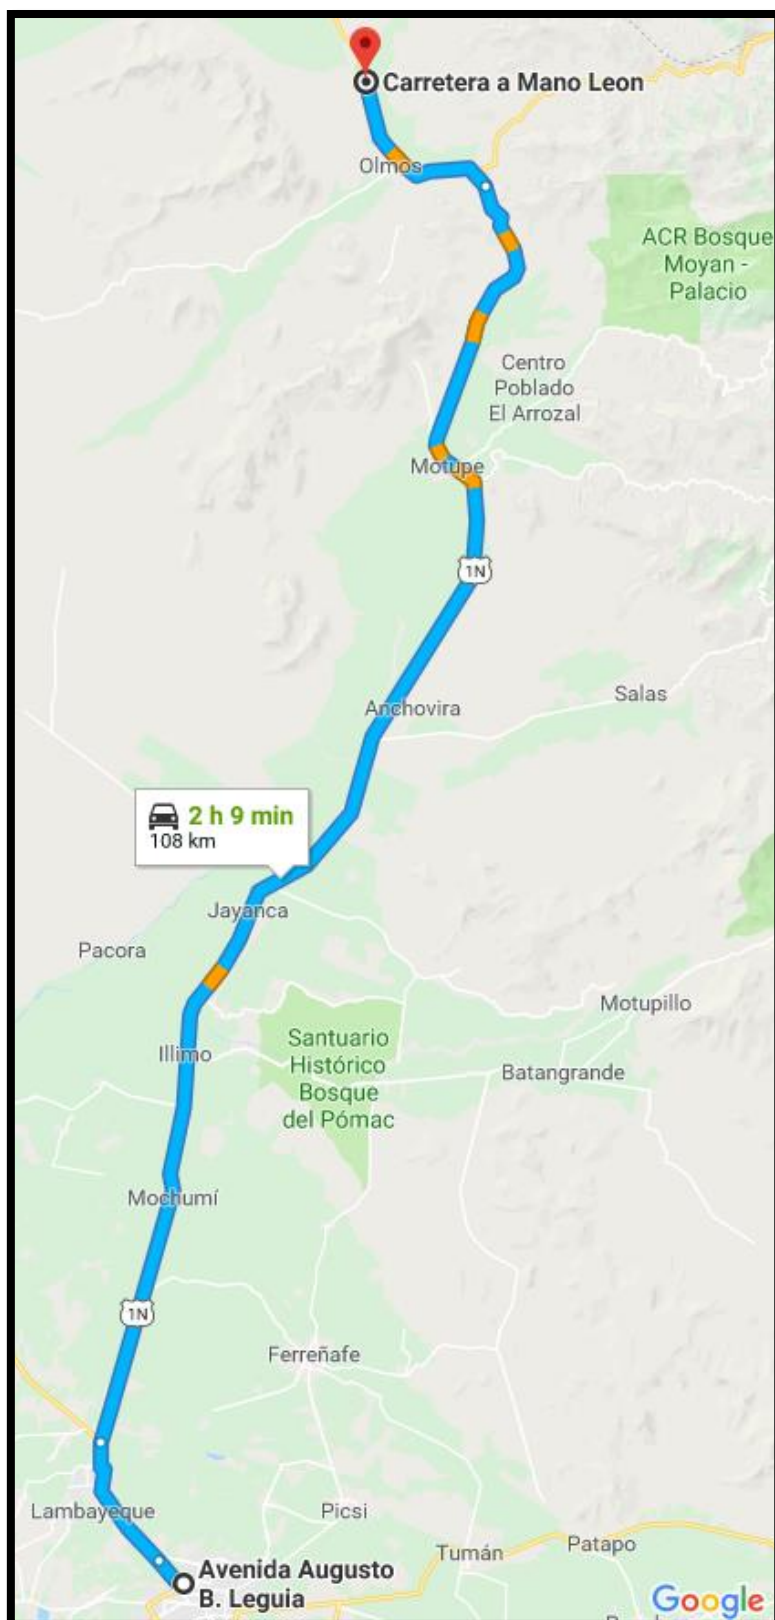 Carretera a Mano Leon
Olmos
ACR Bosque
Moyan -
Palacio
Centro
Poblado
El Arrozal
Motupe
1N
Salas
Anchovira
2 h 9 min
108 km
Jayanca
Pacora
Motupillo
Santuario
Histórico
Bosque
del Pómac
Illimo
Batangrande
Mochumí
1N
Ferreñafe
Lambayeque
Picsi
Tumán
Patapo
Avenida Augusto
B. Leguia
Google